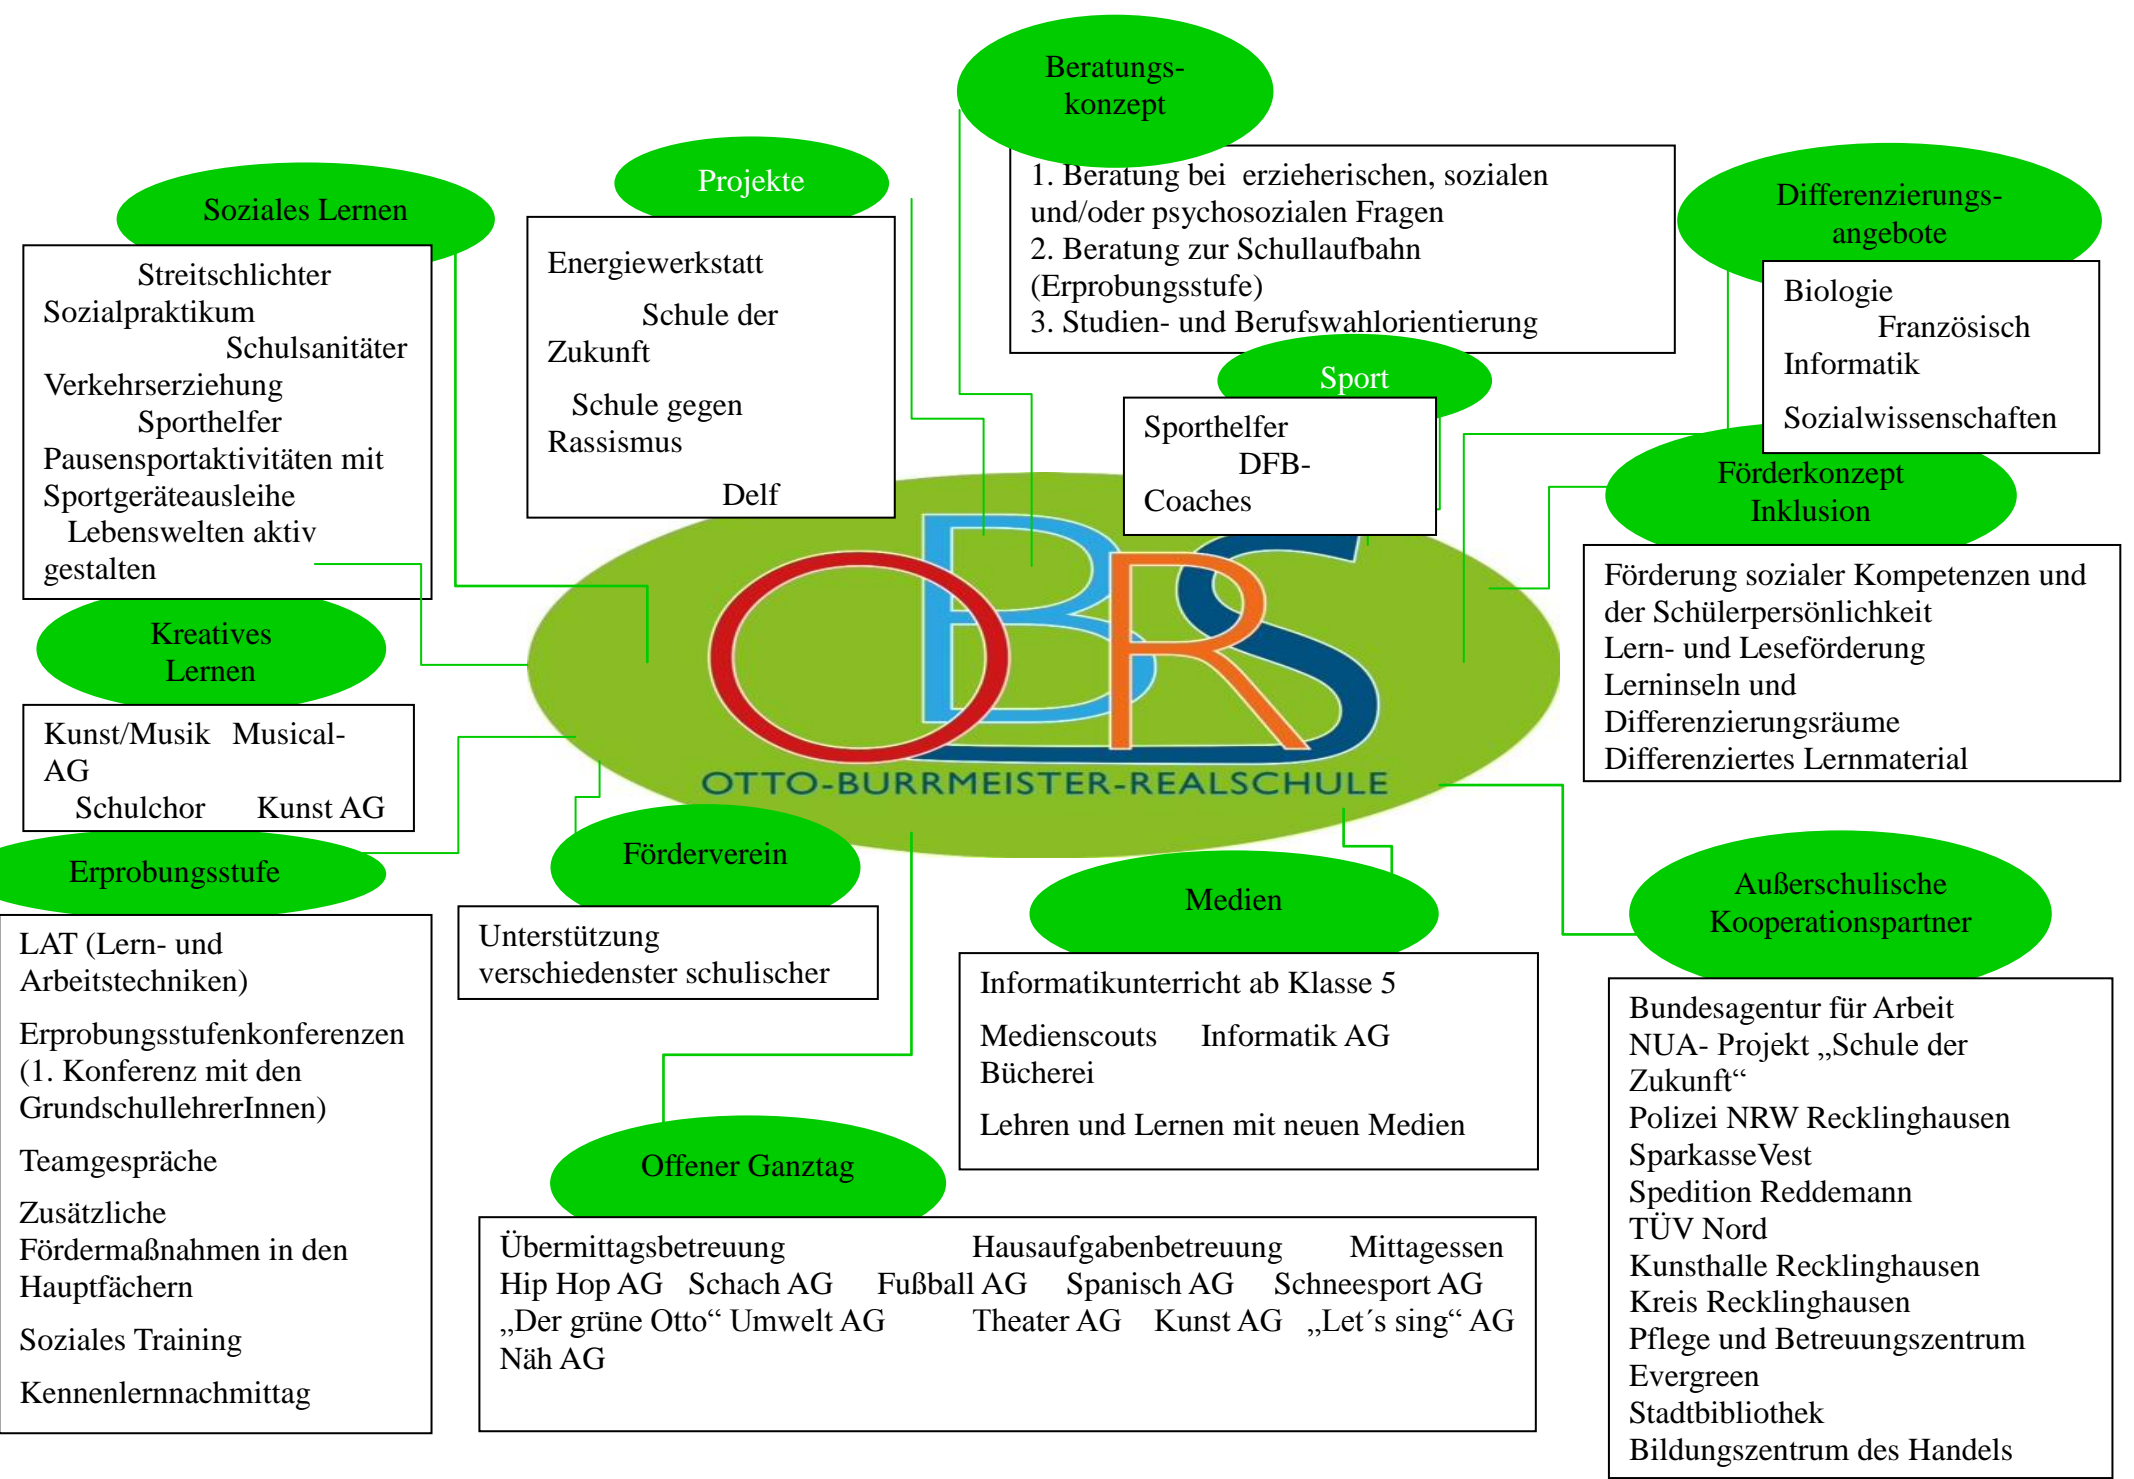 Beratungs-
konzept
1. Beratung bei erzieherischen, sozialen
und/oder psychosozialen Fragen
2. Beratung zur Schullaufbahn
(Erprobungsstufe)
3. Studien- und Berufswahlorientierung
Projekte
Energiewerkstatt
Schule der
Zukunft
Schule gegen
Rassismus
Delf
Soziales Lernen
Streitschlichter
Sozialpraktikum
Schulsanitäter
Verkehrserziehung
Sporthelfer
Pausensportaktivitäten mit
Sportgeräteausleihe
Lebenswelten aktiv
gestalten
Differenzierungs-
angebote
Biologie
Französisch
Informatik
Sozialwissenschaften
Sport
Sporthelfer
DFB-
Coaches
Förderkonzept
Inklusion
Förderung sozialer Kompetenzen und
der Schülerpersönlichkeit
Lern- und Leseförderung
Lerninseln und
Differenzierungsräume
Differenziertes Lernmaterial
OBRS
OTTO-BURRMEISTER-REALSCHULE
Kreatives
Lernen
Kunst/Musik Musical-
AG
Schulchor Kunst AG
Erprobungsstufe
LAT (Lern- und
Arbeitstechniken)
Erprobungsstufenkonferenzen
(1. Konferenz mit den
GrundschullehrerInnen)
Teamgespräche
Zusätzliche
Fördermaßnahmen in den
Hauptfächern
Soziales Training
Kennenlernnachmittag
Förderverein
Unterstützung
verschiedenster schulischer
Medien
Informatikunterricht ab Klasse 5
Medienscouts Informatik AG
Bücherei
Lehren und Lernen mit neuen Medien
Außerschulische
Kooperationspartner
Bundesagentur für Arbeit
NUA- Projekt „Schule der
Zukunft“
Polizei NRW Recklinghausen
SparkasseVest
Spedition Reddemann
TÜV Nord
Kunsthalle Recklinghausen
Kreis Recklinghausen
Pflege und Betreuungszentrum
Evergreen
Stadtbibliothek
Bildungszentrum des Handels
Offener Ganztag
Übermittagsbetreuung Hausaufgabenbetreuung Mittagessen
Hip Hop AG Schach AG Fußball AG Spanisch AG Schneesport AG
„Der grüne Otto“ Umwelt AG Theater AG Kunst AG „Let´s sing“ AG
Näh AG